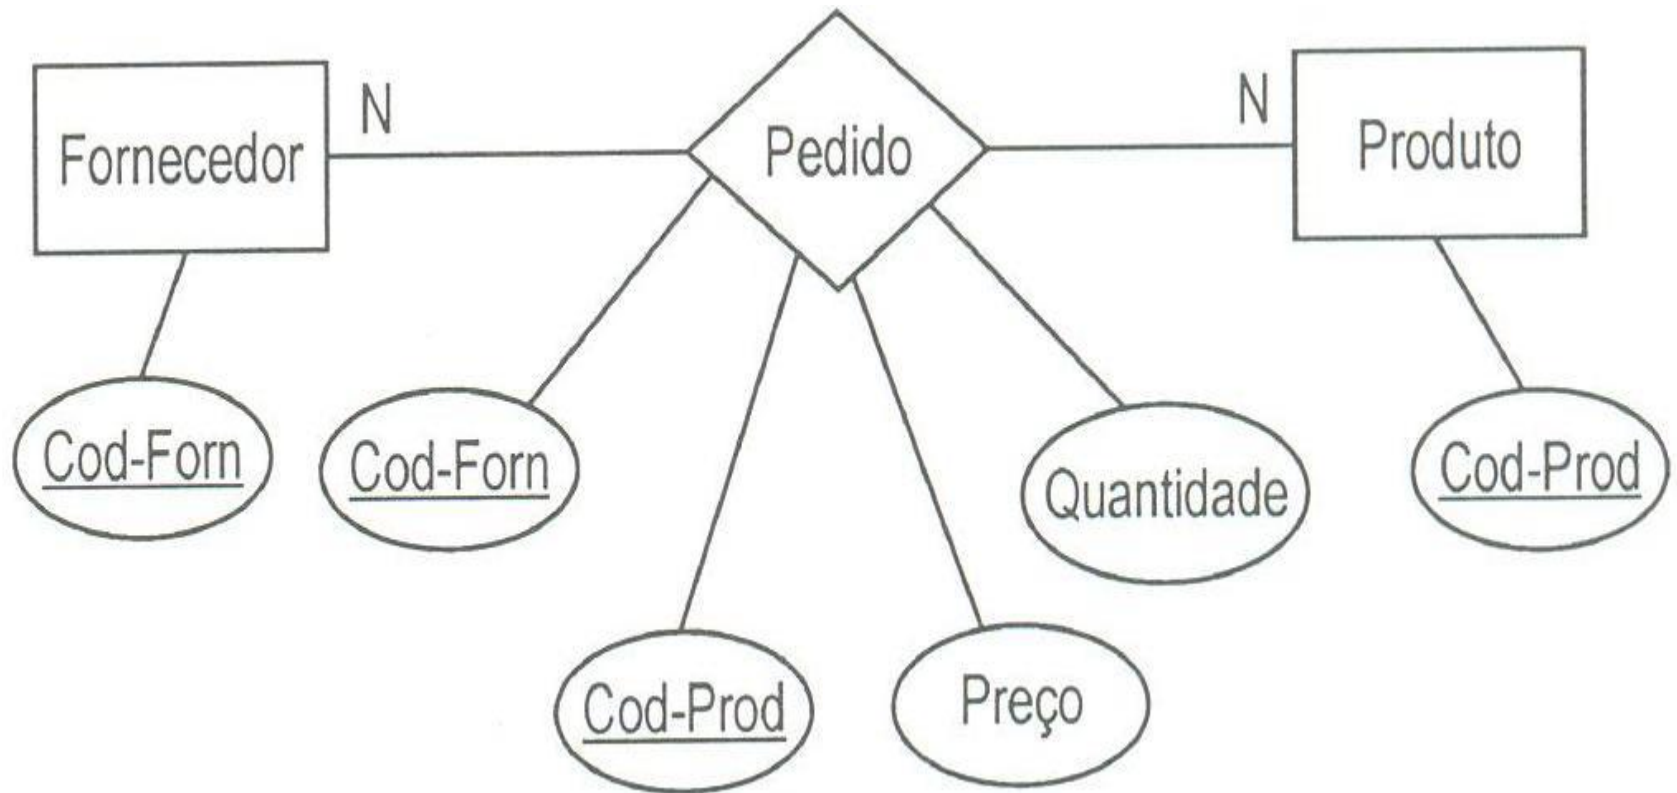 N
N
Fornecedor
Pedido
Produto
Cod-Forn
Cod-Forn
Quantidade
Cod-Prod
Cod-Prod
Preço